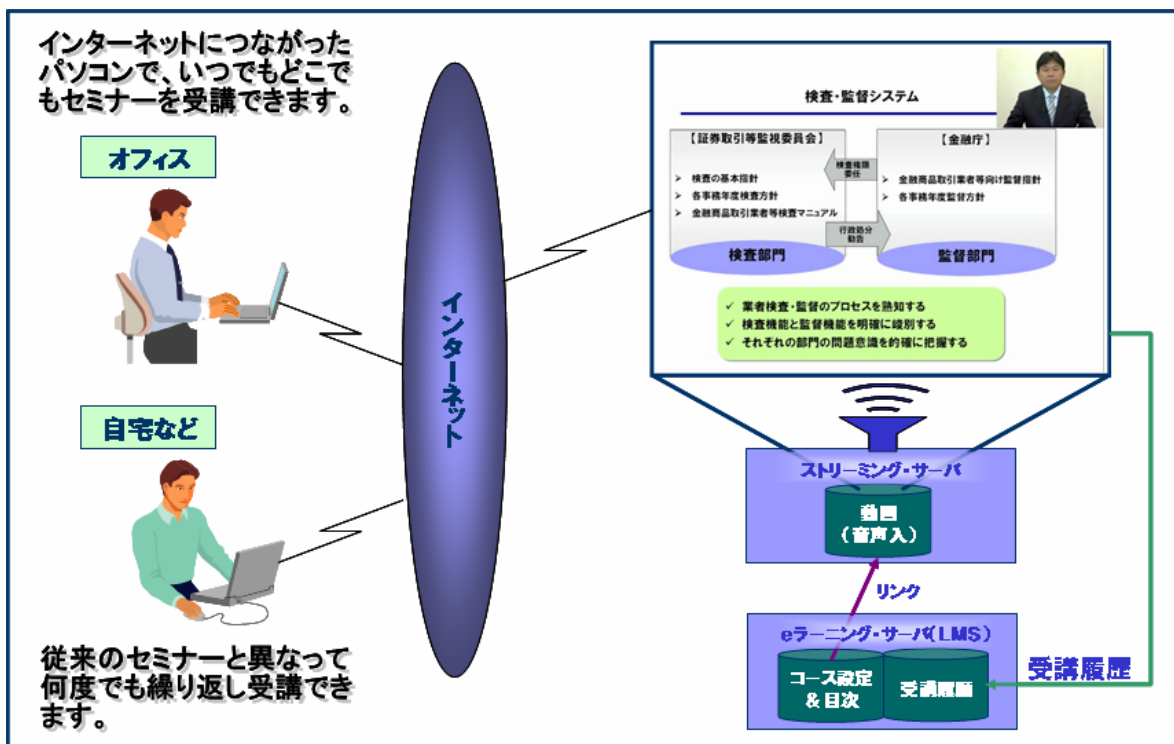 インターネットにつながった
パソコンで、いつでもどこで
もセミナーを受講できます。
オフィス
自宅など
従来のセミナーと異なって
何度でも繰り返し受講でき
ます。
インターネット
検査・監督システム
【証券取引等監視委員会】
➢ 検査の基本指針
➢ 各事務年度検査方針
➢ 金融商品取引業者等検査マニュアル
検査部門
検査権限
委任
行政処分
勧告
【金融庁】
➢ 金融商品取引業者等向け監督指針
➢ 各事務年度監督方針
監督部門
✓ 業者検査・監督のプロセスを熟知する
✓ 検査機能と監督機能を明確に峻別する
✓ それぞれの部門の問題意識を的確に把握する
ストリーミング・サーバ
動画
(音声入)
リンク
eラーニング・サーバ(LMS)
コース設定
&目次
受講履歴
受講履歴